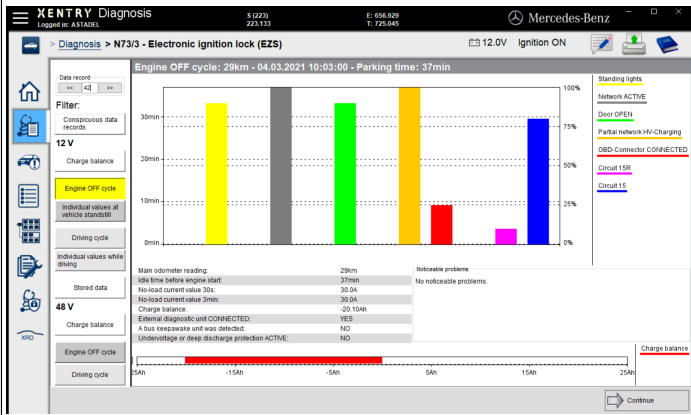 XENTRY Diagnosis
Logged in: ASTADEL
S (223)
223.133
E: 656.929
T: 725.045
Mercedes-Benz
> Diagnosis > N73/3 - Electronic ignition lock (EZS)
12.0V
Ignition ON
Data record
<< 42 >>
Filter:
Conspicuous data
records
12 V
Charge balance
Engine OFF cycle
Individual values at
vehicle standstill
Driving cycle
Individual values while
driving
Stored data
48 V
Charge balance
Engine OFF cycle
Driving cycle
XRD
Engine OFF cycle: 29km - 04.03.2021 10:03:00 - Parking time: 37min
30min
20min
10min
0min
100%
75%
50%
25%
0%
Standing lights
Network ACTIVE
Door OPEN
Partial network HV-Charging
OBD-Connector CONNECTED
Circuit 15R
Circuit 15
Main odometer reading: 29km
Idle time before engine start: 37min
No-load current value 30s: 30.0A
No-load current value 3min: 30.0A
Charge balance: -20.10Ah
External diagnostic unit CONNECTED: YES
A bus keepawake unit was detected: NO
Undervoltage or deep discharge protection ACTIVE: NO
Noticeable problems
No noticeable problems.
Charge balance
25Ah -15Ah -5Ah 5Ah 15Ah 25Ah
Continue